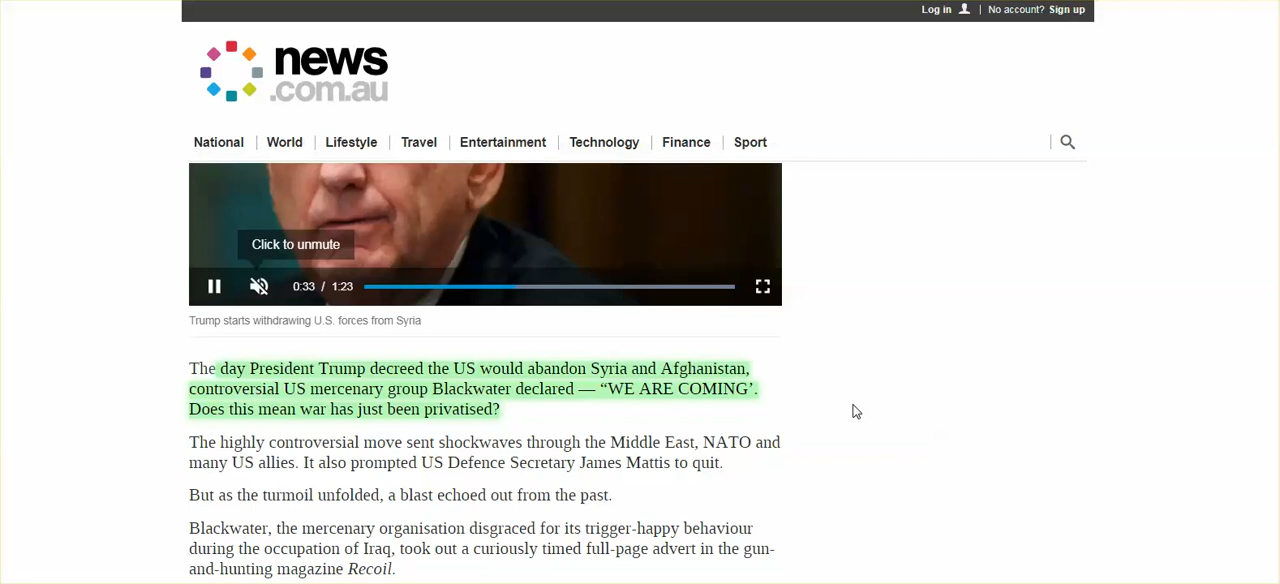 Log in | No account? Sign up
news
.com.au
National | World | Lifestyle | Travel | Entertainment | Technology | Finance | Sport
Click to unmute
0:33 / 1:23
Trump starts withdrawing U.S. forces from Syria
The day President Trump decreed the US would abandon Syria and Afghanistan,
controversial US mercenary group Blackwater declared — “WE ARE COMING’.
Does this mean war has just been privatised?
The highly controversial move sent shockwaves through the Middle East, NATO and
many US allies. It also prompted US Defence Secretary James Mattis to quit.
But as the turmoil unfolded, a blast echoed out from the past.
Blackwater, the mercenary organisation disgraced for its trigger-happy behaviour
during the occupation of Iraq, took out a curiously timed full-page advert in the gun-
and-hunting magazine Recoil.